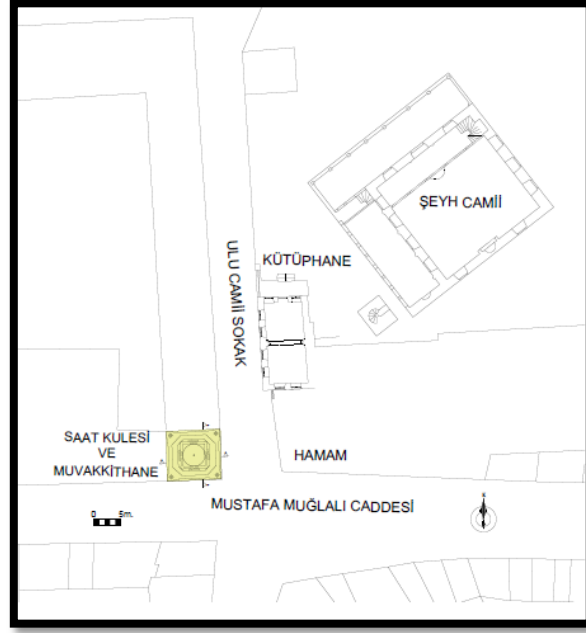 ŞEYH CAMİİ
KÜTÜPHANE
ULU CAMİİ SOKAK
SAAT KULESİ
VE
MUVAKKİTHANE
HAMAM
MUSTAFA MUĞLALI CADDESİ
0 5m.